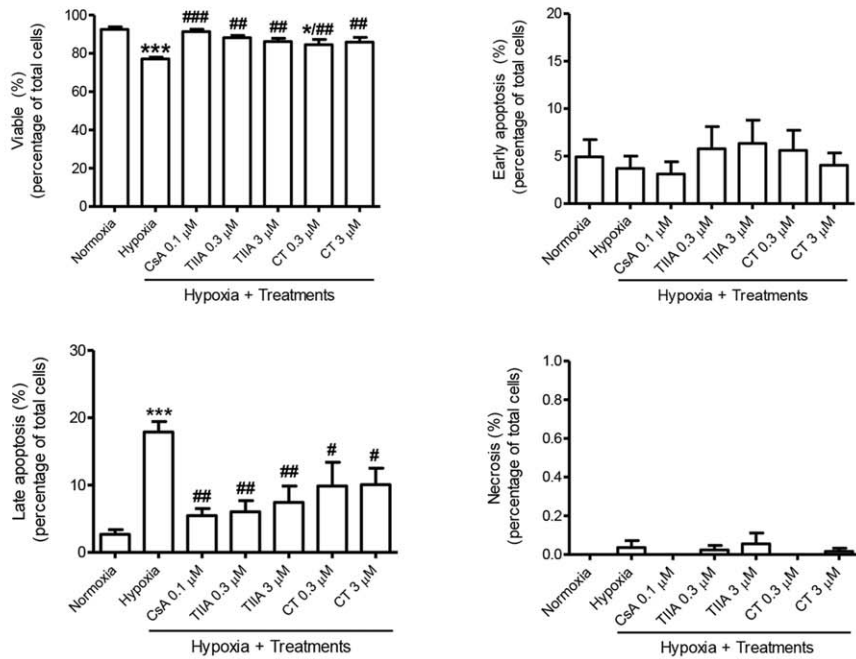 Viable (%)
(percentage of total cells)
100
80
60
40
20
0
###
##
##
*/##
##
***
Normoxia
Hypoxia
CsA 0.1 μM
TIIA 0.3 μM
TIIA 3 μM
CT 0.3 μM
CT 3 μM
Hypoxia + Treatments
Early apoptosis (%)
(percentage of total cells)
20
15
10
5
0
Normoxia
Hypoxia
CsA 0.1 μM
TIIA 0.3 μM
TIIA 3 μM
CT 0.3 μM
CT 3 μM
Hypoxia + Treatments
Late apoptosis (%)
(percentage of total cells)
30
20
10
0
***
##
##
##
#
#
Normoxia
Hypoxia
CsA 0.1 μM
TIIA 0.3 μM
TIIA 3 μM
CT 0.3 μM
CT 3 μM
Hypoxia + Treatments
Necrosis (%)
(percentage of total cells)
1.0
0.8
0.6
0.4
0.2
0.0
Normoxia
Hypoxia
CsA 0.1 μM
TIIA 0.3 μM
TIIA 3 μM
CT 0.3 μM
CT 3 μM
Hypoxia + Treatments